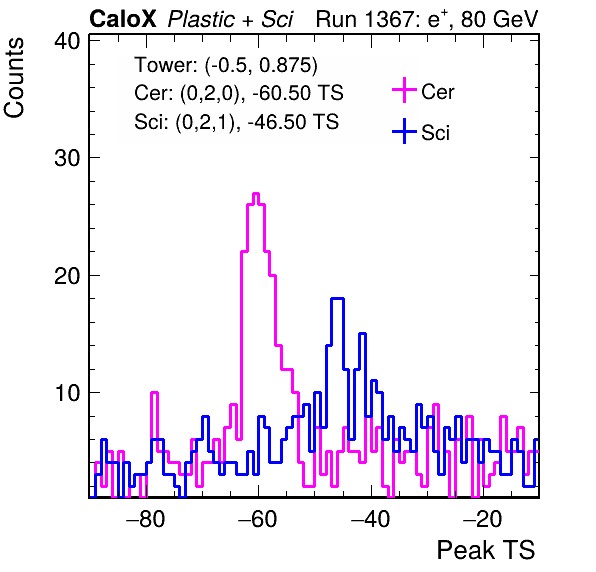 CaloX Plastic + Sci Run 1367: e+, 80 GeV
Tower: (-0.5, 0.875)
Cer: (0,2,0), -60.50 TS
Sci: (0,2,1), -46.50 TS
Cer
Sci
Counts
40
30
20
10
−80 −60 −40 −20
Peak TS